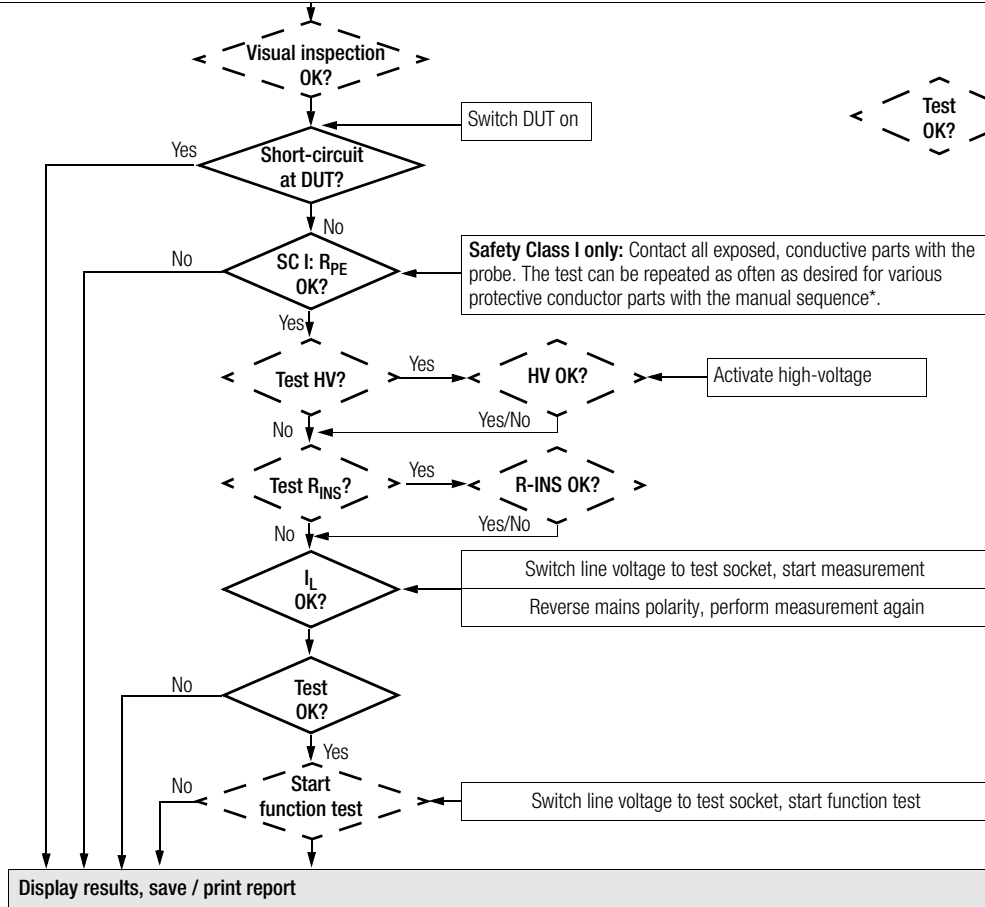 Visual inspection
OK?
Test
OK?
Switch DUT on
Yes
Short-circuit
at DUT?
No
No
SC I: RPE
OK?
Safety Class I only: Contact all exposed, conductive parts with the
probe. The test can be repeated as often as desired for various
protective conductor parts with the manual sequence*.
Yes
Test HV?
Yes
HV OK?
Activate high-voltage
No
Yes/No
Test RINS?
Yes
R-INS OK?
No
Yes/No
IL
OK?
Switch line voltage to test socket, start measurement
Reverse mains polarity, perform measurement again
No
Test
OK?
Yes
No
Start
function test
Switch line voltage to test socket, start function test
Display results, save / print report